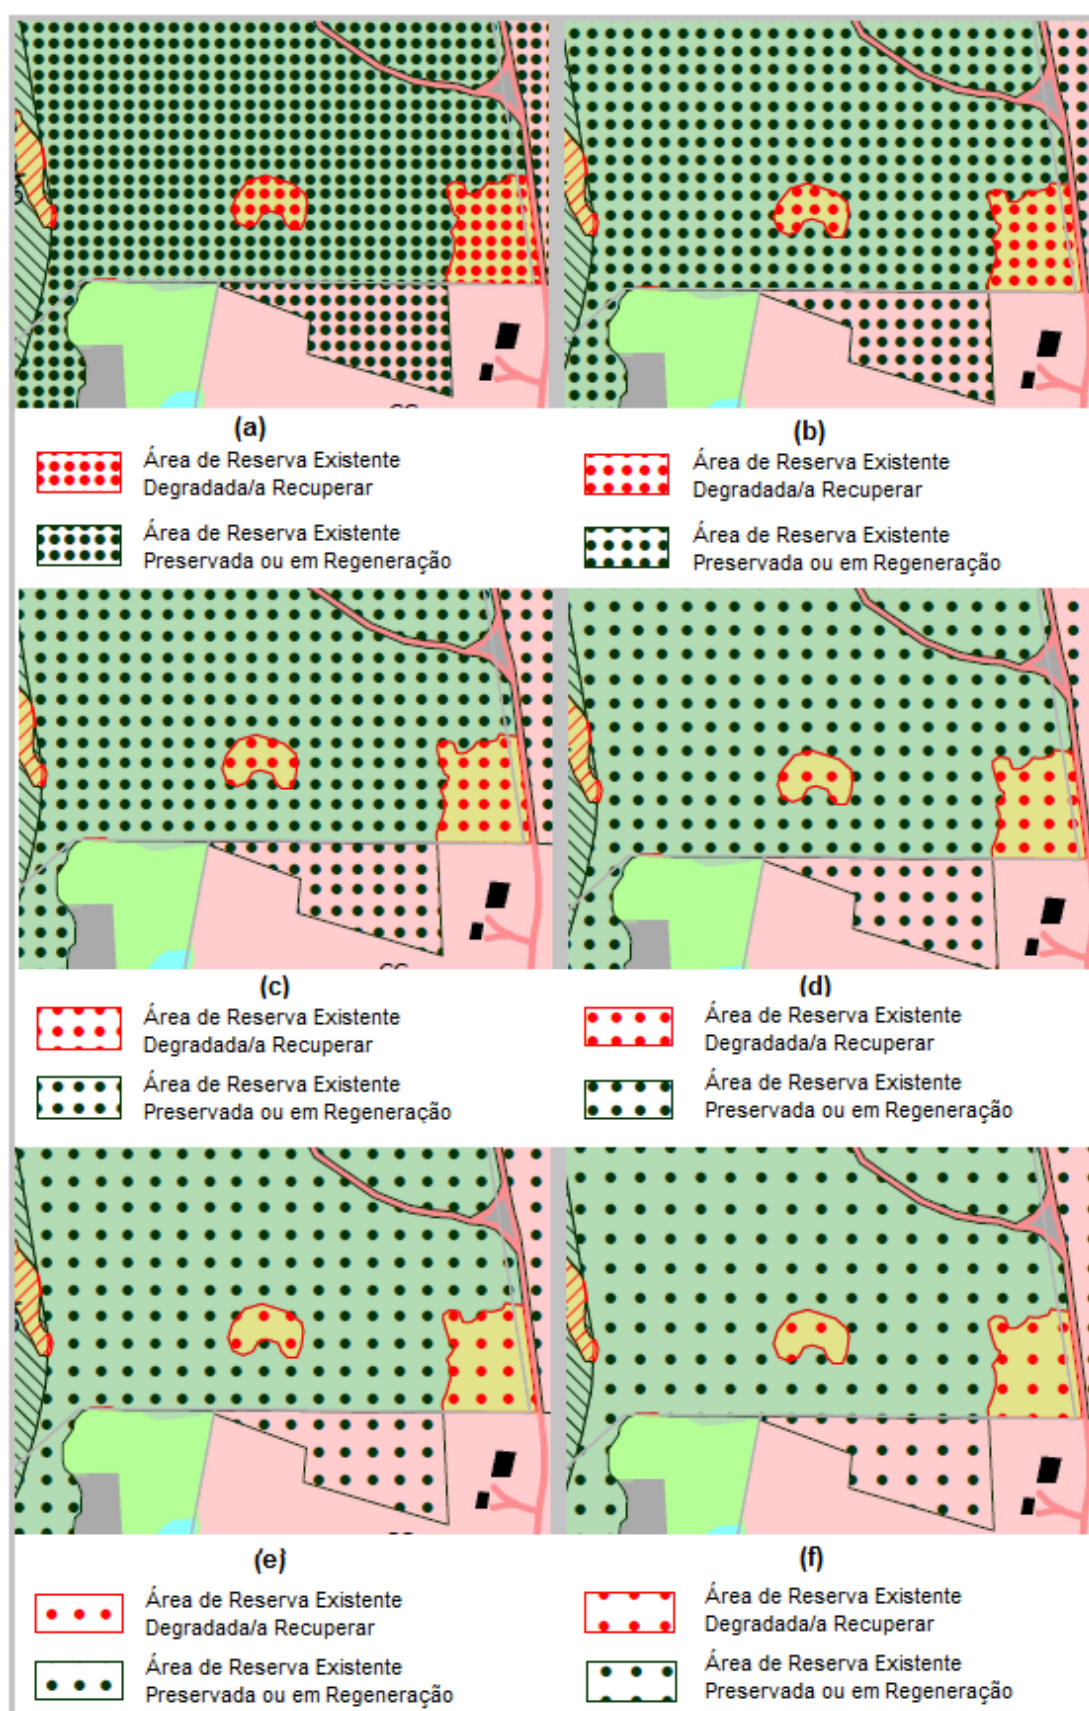 (a)
Área de Reserva Existente
Degradada/a Recuperar
Área de Reserva Existente
Preservada ou em Regeneração
(b)
Área de Reserva Existente
Degradada/a Recuperar
Área de Reserva Existente
Preservada ou em Regeneração
(c)
Área de Reserva Existente
Degradada/a Recuperar
Área de Reserva Existente
Preservada ou em Regeneração
(d)
Área de Reserva Existente
Degradada/a Recuperar
Área de Reserva Existente
Preservada ou em Regeneração
(e)
Área de Reserva Existente
Degradada/a Recuperar
Área de Reserva Existente
Preservada ou em Regeneração
(f)
Área de Reserva Existente
Degradada/a Recuperar
Área de Reserva Existente
Preservada ou em Regeneração